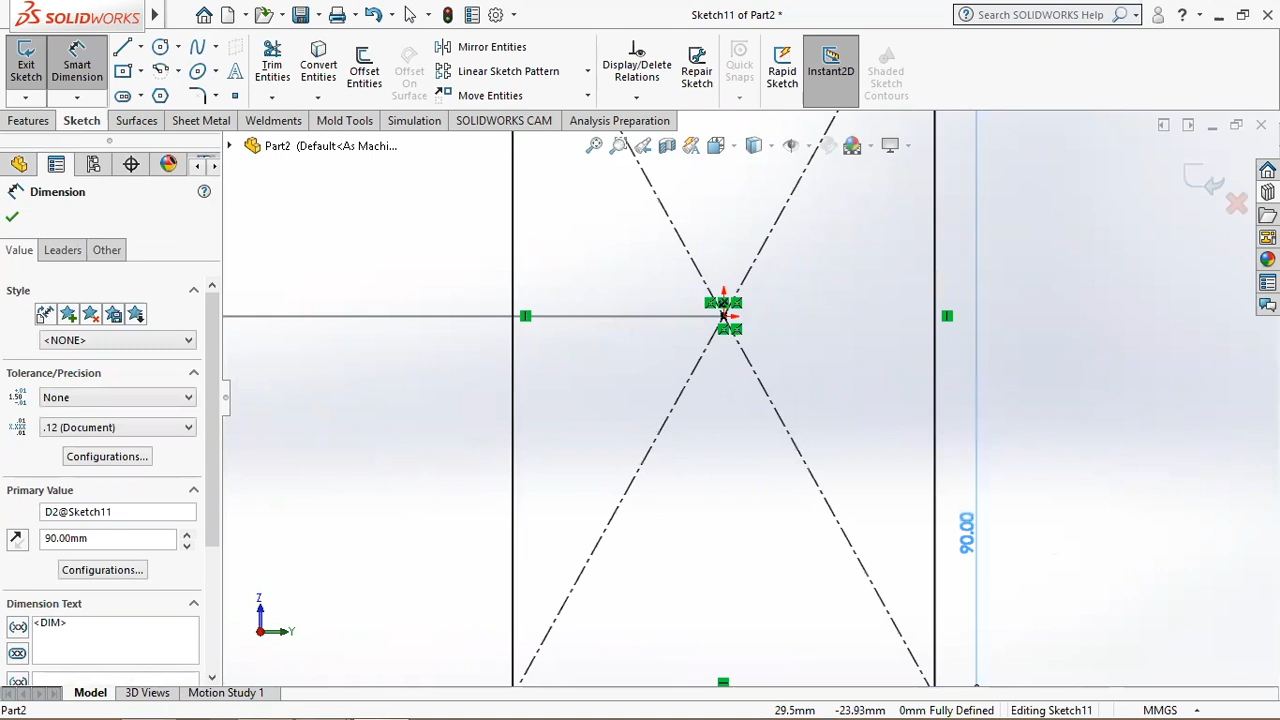 SOLIDWORKS
Sketch11 of Part2 *
Search SOLIDWORKS Help
?
Exit Sketch
Smart Dimension
Trim Entities
Convert Entities
Offset Entities
Offset On Surface
Mirror Entities
Linear Sketch Pattern
Move Entities
Display/Delete Relations
Repair Sketch
Quick Snaps
Rapid Sketch
Instant2D
Shaded Sketch Contours
Features
Sketch
Surfaces
Sheet Metal
Weldments
Mold Tools
Simulation
SOLIDWORKS CAM
Analysis Preparation
Part2 (Default<As Machi...
Dimension
Value
Leaders
Other
Style
<NONE>
Tolerance/Precision
None
.12 (Document)
Configurations...
Primary Value
D2@Sketch11
90.00mm
Configurations...
Dimension Text
<DIM>
90.00
Z
Y
Model
3D Views
Motion Study 1
Part2
29.5mm
-23.93mm
0mm
Fully Defined
Editing Sketch11
MMGS